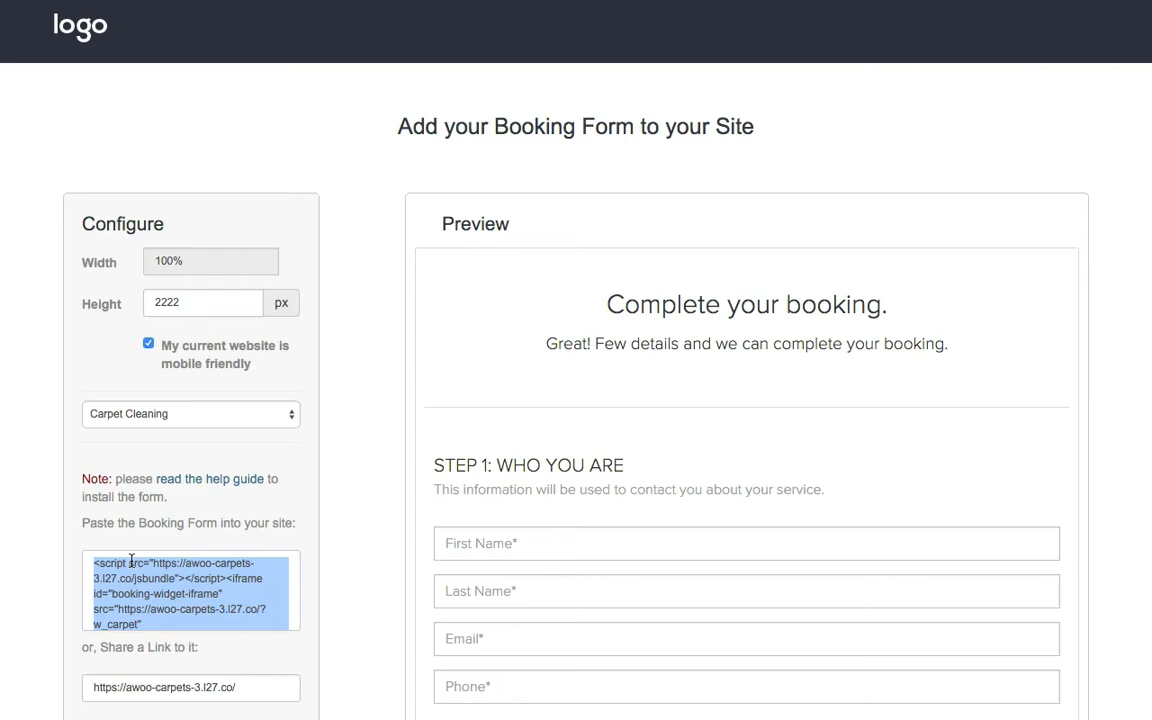 logo
Add your Booking Form to your Site
Configure
Width
100%
Height
2222
px
My current website is
mobile friendly
Carpet Cleaning
Note: please read the help guide to
install the form.
Paste the Booking Form into your site:
<script src="https://awoo-carpets-
3.l27.co/jsbundle"></script><iframe
id="booking-widget-iframe"
src="https://awoo-carpets-3.l27.co/?
w_carpet"
or, Share a Link to it:
https://awoo-carpets-3.l27.co/
Preview
Complete your booking.
Great! Few details and we can complete your booking.
STEP 1: WHO YOU ARE
This information will be used to contact you about your service.
First Name*
Last Name*
Email*
Phone*